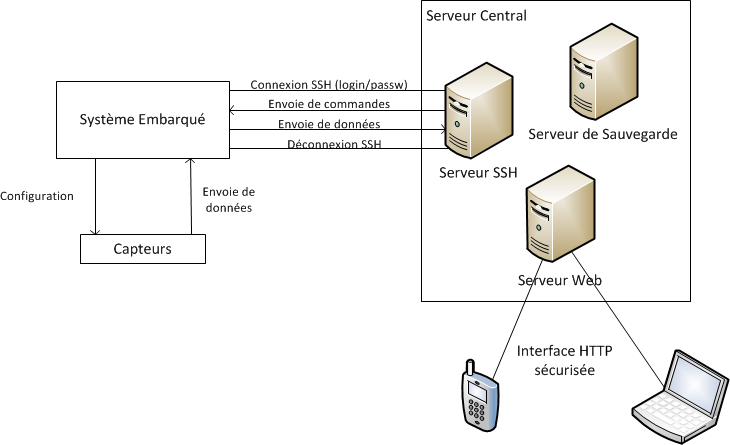 Serveur Central
Connexion SSH (login/passw)
Envoie de commandes
Système Embarqué
Envoie de données
Serveur de Sauvegarde
Déconnexion SSH
Serveur SSH
Configuration
Envoie de
données
Capteurs
Serveur Web
Interface HTTP
sécurisée